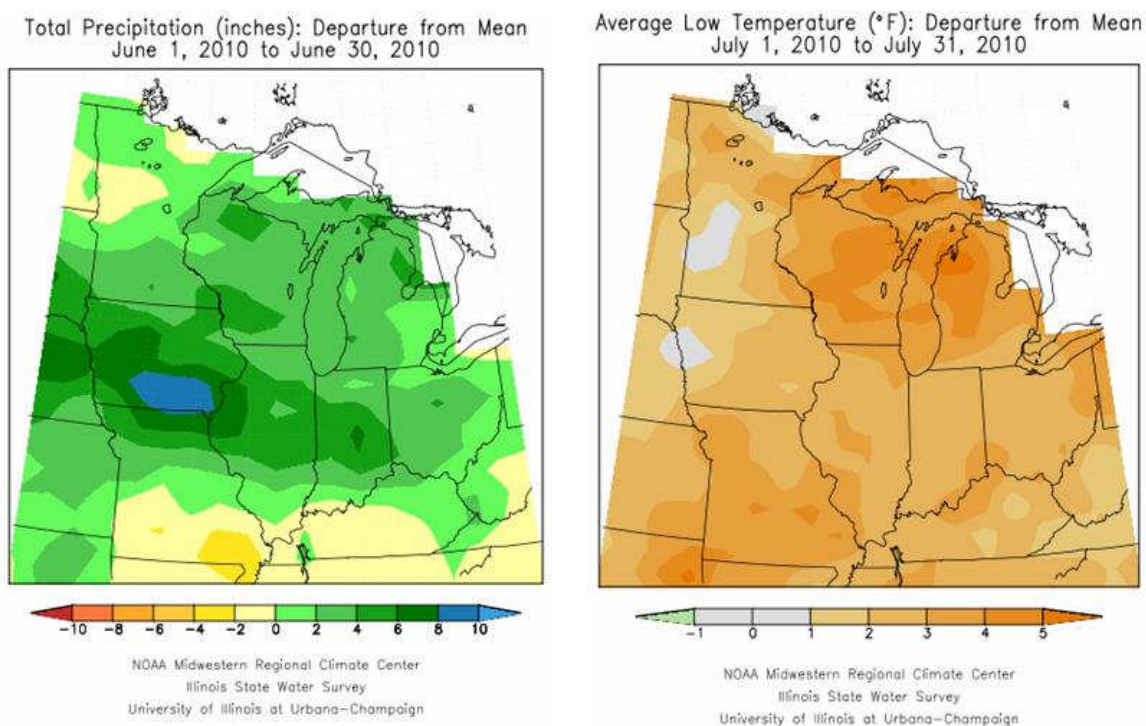 Total Precipitation (inches): Departure from Mean
June 1, 2010 to June 30, 2010
-10 -8 -6 -4 -2 0 2 4 6 8 10
NOAA Midwestern Regional Climate Center
Illinois State Water Survey
University of Illinois at Urbana-Champaign
Average Low Temperature (°F): Departure from Mean
July 1, 2010 to July 31, 2010
-1 0 1 2 3 4 5
NOAA Midwestern Regional Climate Center
Illinois State Water Survey
University of Illinois at Urbana-Champaign